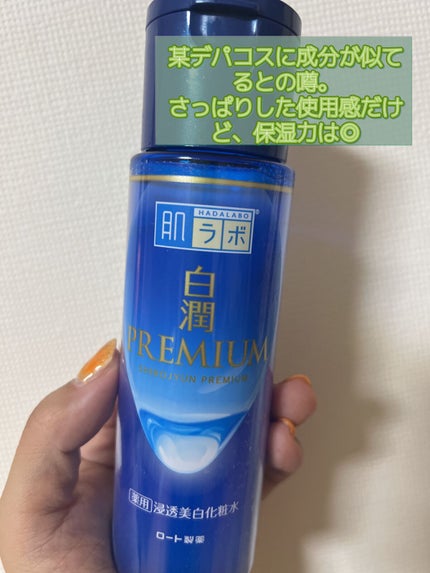 某デパコスに成分が似て
るとの噂。
さっぱりした使用感だけ
ど、保湿力は◎
HADALABO
肌ラボ
白
潤
PREMIUM
SHIROJYUN PREMIUM
薬用 浸透美白化粧水
ロート製薬